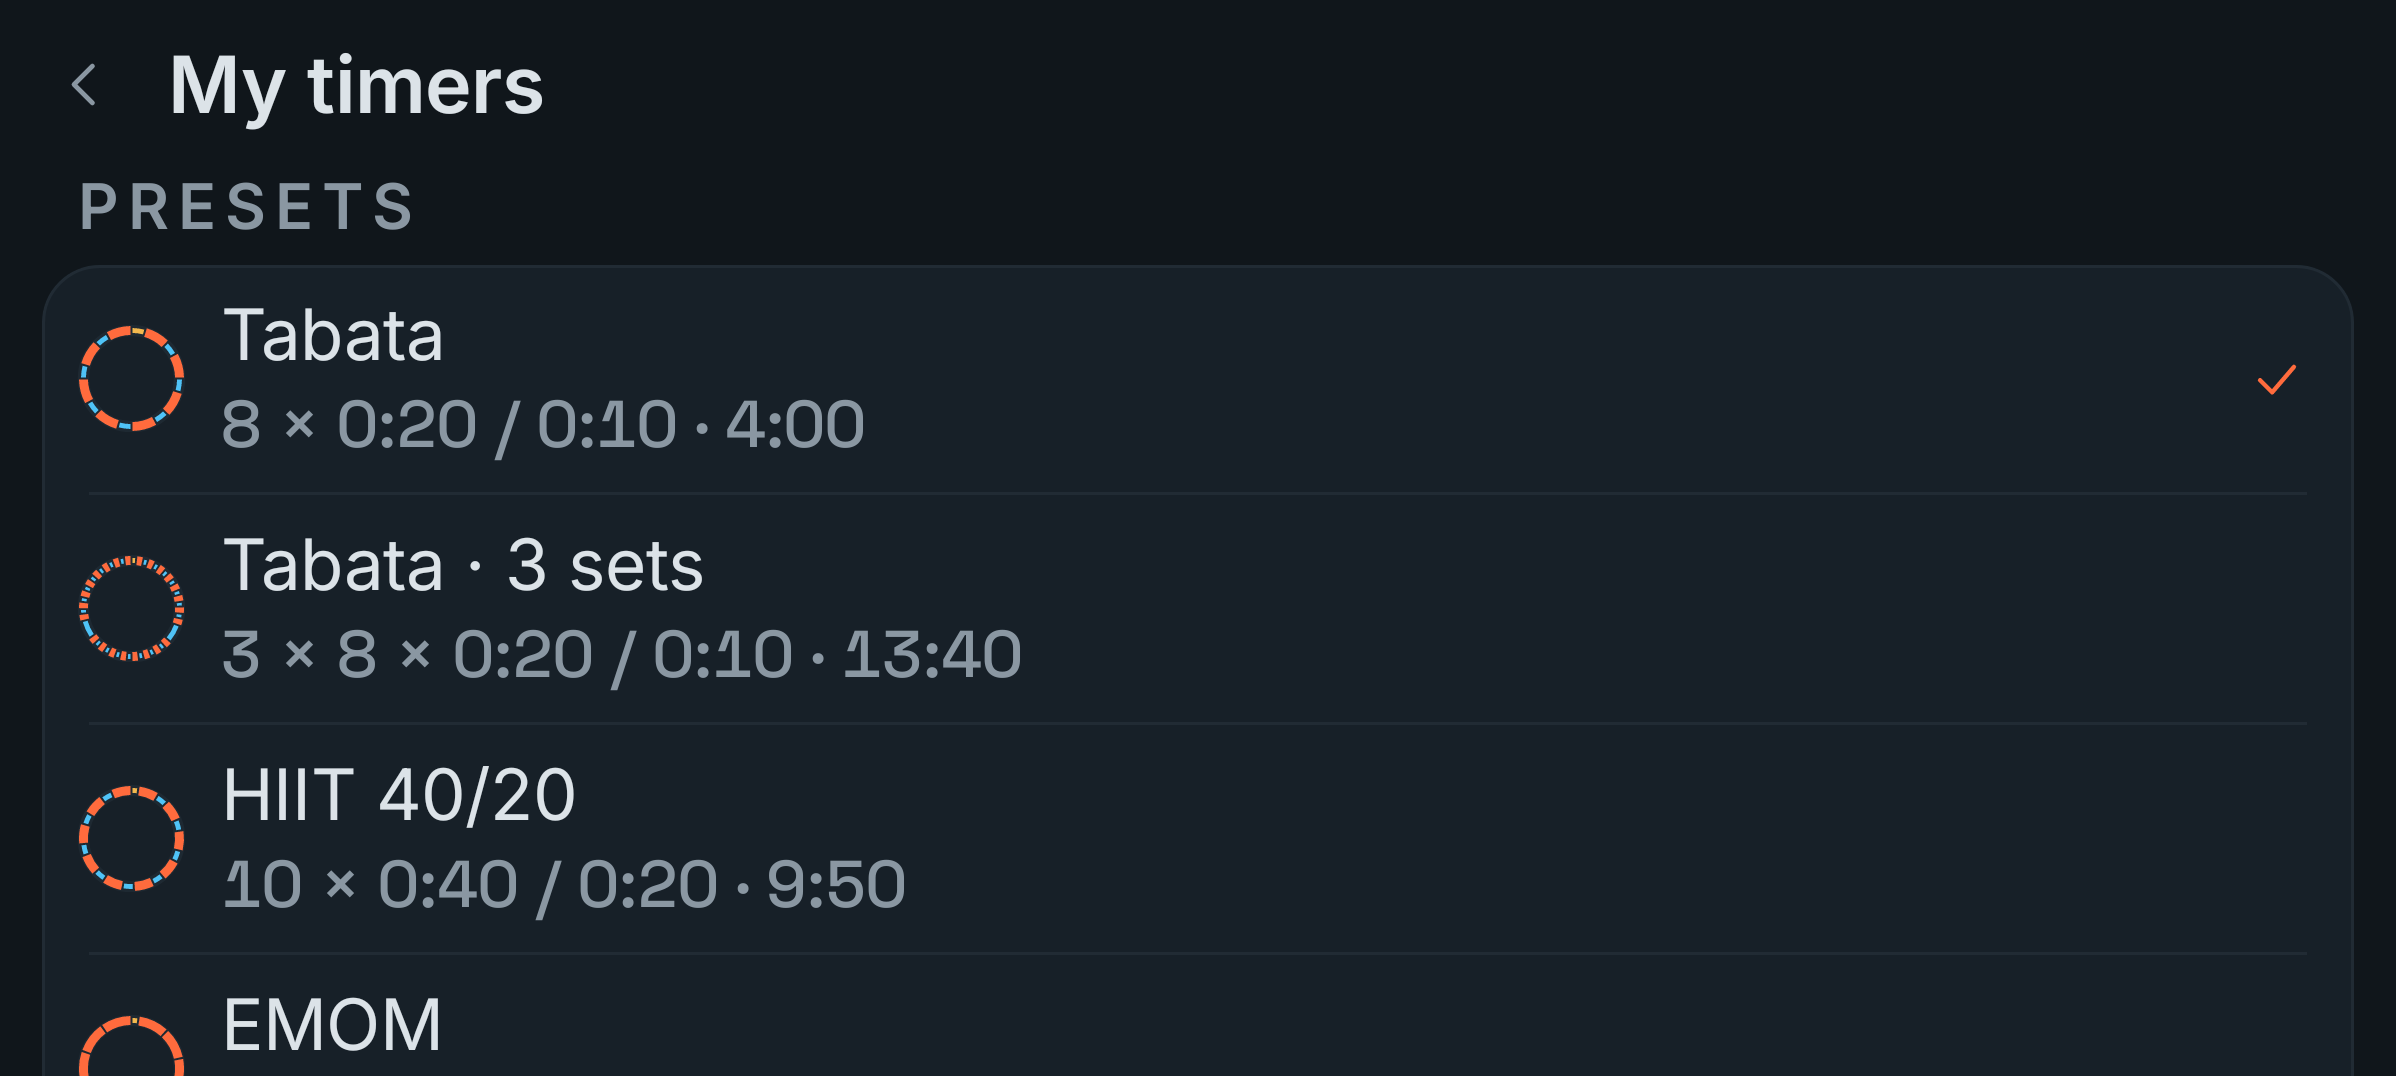 My timers
PRESETS
Tabata
8 × 0:20 / 0:10 · 4:00
Tabata · 3 sets
3 × 8 × 0:20 / 0:10 · 13:40
HIIT 40/20
10 × 0:40 / 0:20 · 9:50
EMOM